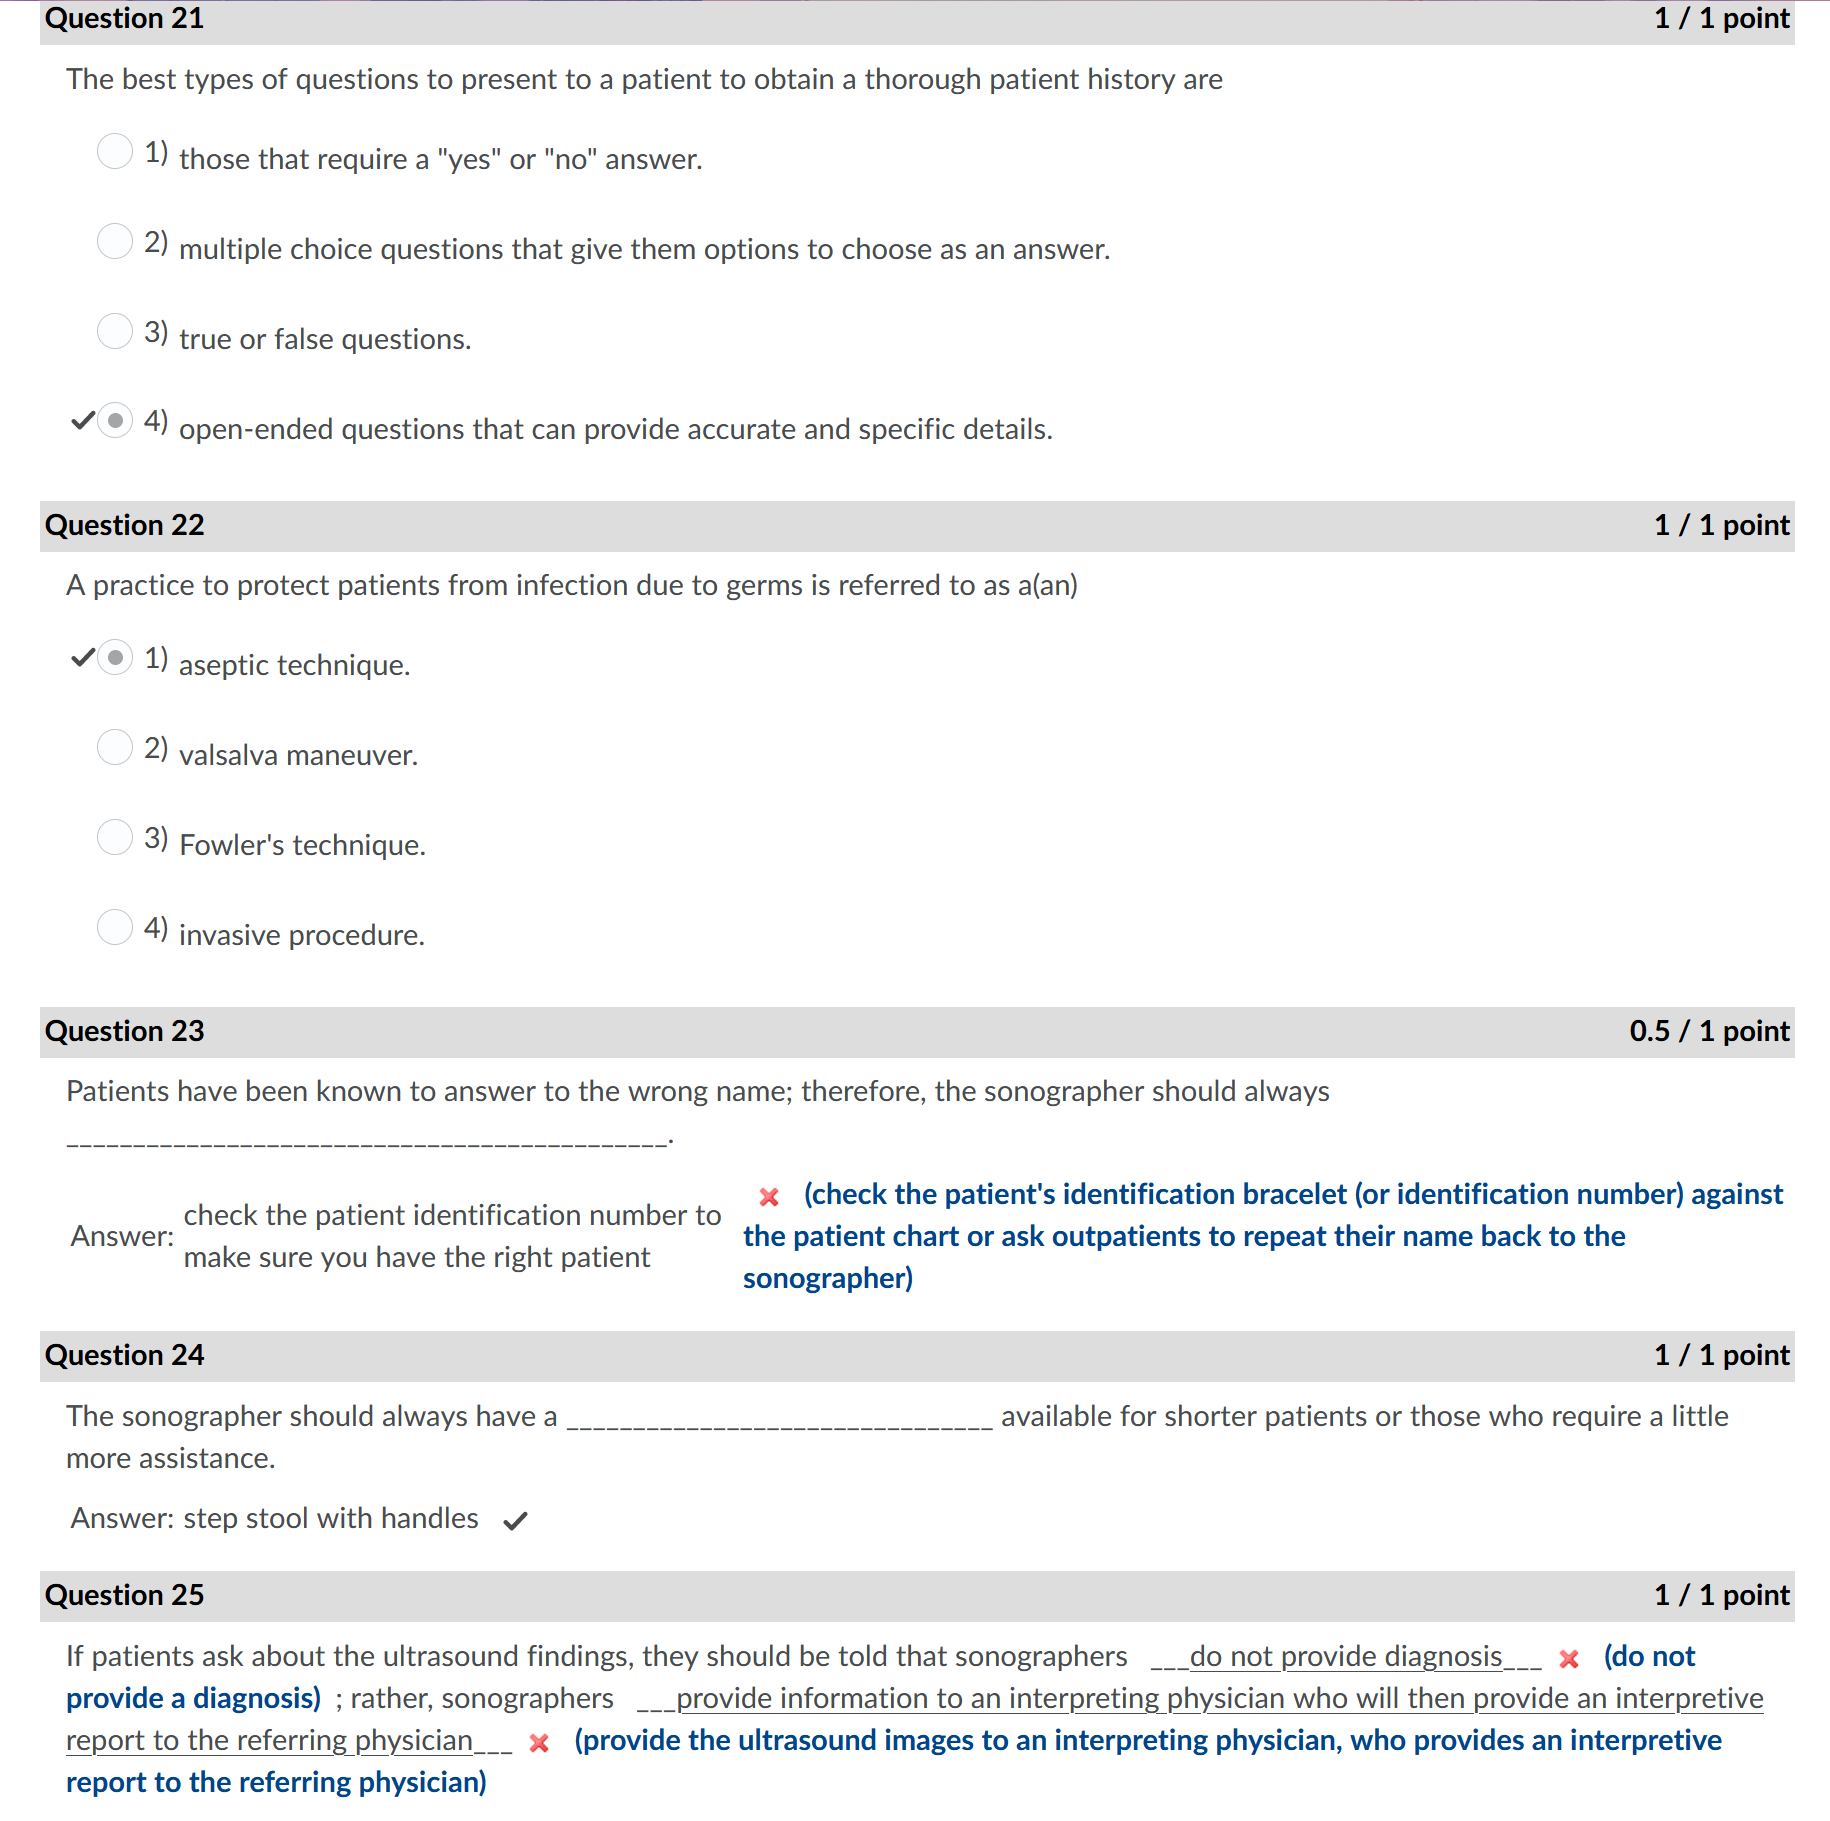 Question 21 1 / 1 point
The best types of questions to present to a patient to obtain a thorough patient history are
1) those that require a "yes" or "no" answer.
2) multiple choice questions that give them options to choose as an answer.
3) true or false questions.
4) open-ended questions that can provide accurate and specific details.
Question 22 1 / 1 point
A practice to protect patients from infection due to germs is referred to as a(an)
1) aseptic technique.
2) valsalva maneuver.
3) Fowler's technique.
4) invasive procedure.
Question 23 0.5 / 1 point
Patients have been known to answer to the wrong name; therefore, the sonographer should always
_____________________________________________.
Answer: check the patient identification number to
make sure you have the right patient
(check the patient's identification bracelet (or identification number) against
the patient chart or ask outpatients to repeat their name back to the
sonographer)
Question 24 1 / 1 point
The sonographer should always have a ________________________________ available for shorter patients or those who require a little
more assistance.
Answer: step stool with handles
Question 25 1 / 1 point
If patients ask about the ultrasound findings, they should be told that sonographers ___do not provide diagnosis___ (do not
provide a diagnosis) ; rather, sonographers ___provide information to an interpreting physician who will then provide an interpretive
report to the referring physician___ (provide the ultrasound images to an interpreting physician, who provides an interpretive
report to the referring physician)